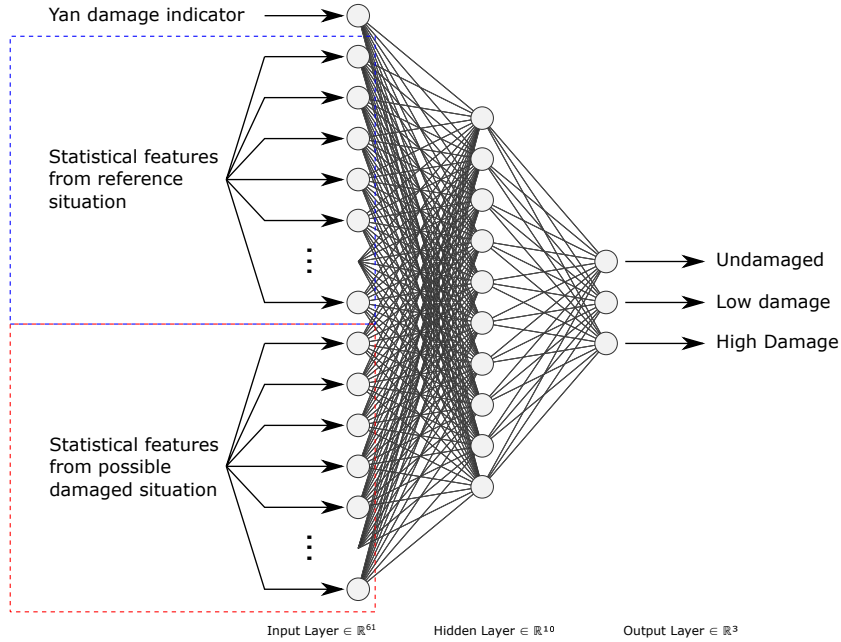 Yan damage indicator
Statistical features
from reference
situation
...
Undamaged
Low damage
High Damage
Statistical features
from possible
damaged situation
...
Input Layer ∈ ℝ⁶¹
Hidden Layer ∈ ℝ¹⁰
Output Layer ∈ ℝ³